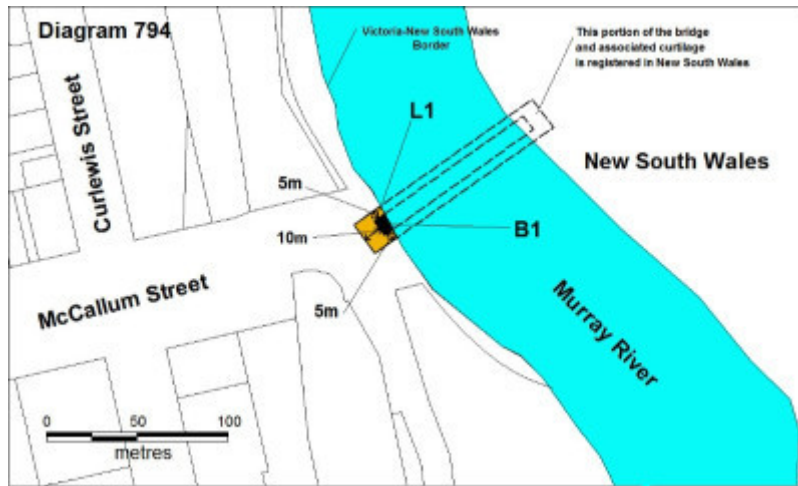 Diagram 794
Victoria-New South Wales
Border
This portion of the bridge
and associated curtilage
is registered in New South Wales
Curlewis Street
L1
New South Wales
5m
10m
B1
McCallum Street
5m
Murray River
0 50 100
metres